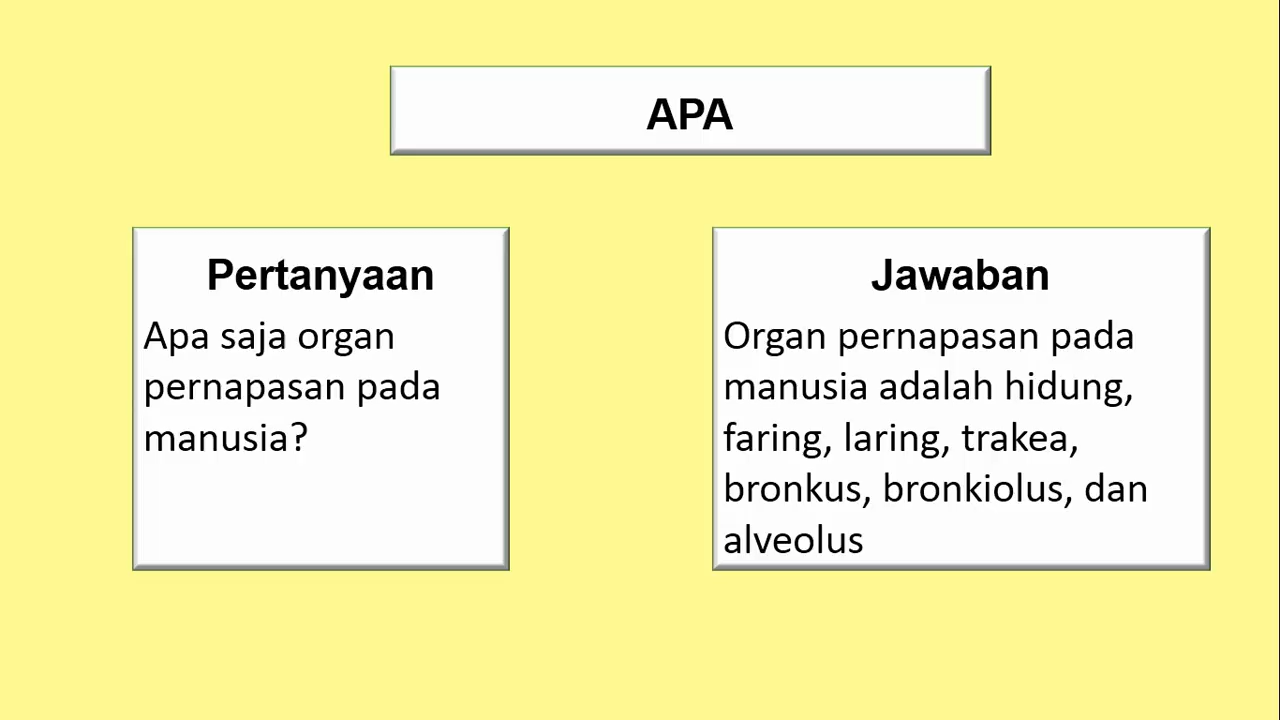 APA
Pertanyaan
Apa saja organ
pernapasan pada
manusia?
Jawaban
Organ pernapasan pada
manusia adalah hidung,
faring, laring, trakea,
bronkus, bronkiolus, dan
alveolus